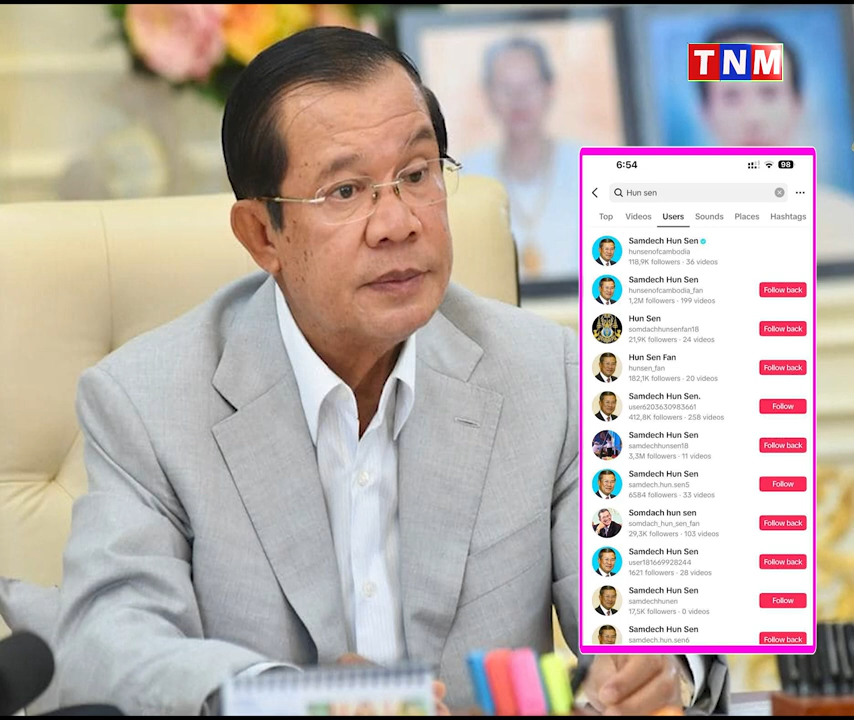 TNM
6:54
98
Hun sen
Top Videos Users Sounds Places Hashtags
Samdech Hun Sen
hunsenofcambodia
118,9K followers · 36 videos
Samdech Hun Sen
hunsenofcambodia_fan
1,2M followers · 199 videos
Follow back
Hun Sen
somdachhunsenfan18
21,9K followers · 24 videos
Follow back
Hun Sen Fan
hunsen_fan
182,1K followers · 20 videos
Follow back
Samdech Hun Sen.
user6203630983661
412,8K followers · 258 videos
Follow
Samdech Hun Sen
samdechhunsen18
3,3M followers · 11 videos
Follow back
Samdech Hun Sen
samdech.hun.sen5
6584 followers · 33 videos
Follow
Somdach hun sen
somdach_hun_sen_fan
29,3K followers · 103 videos
Follow back
Samdech Hun Sen
user181669928244
1621 followers · 28 videos
Follow back
Samdech Hun Sen
samdechhunen
17,5K followers · 0 videos
Follow
Samdech Hun Sen
samdech.hun.sen6
Follow back